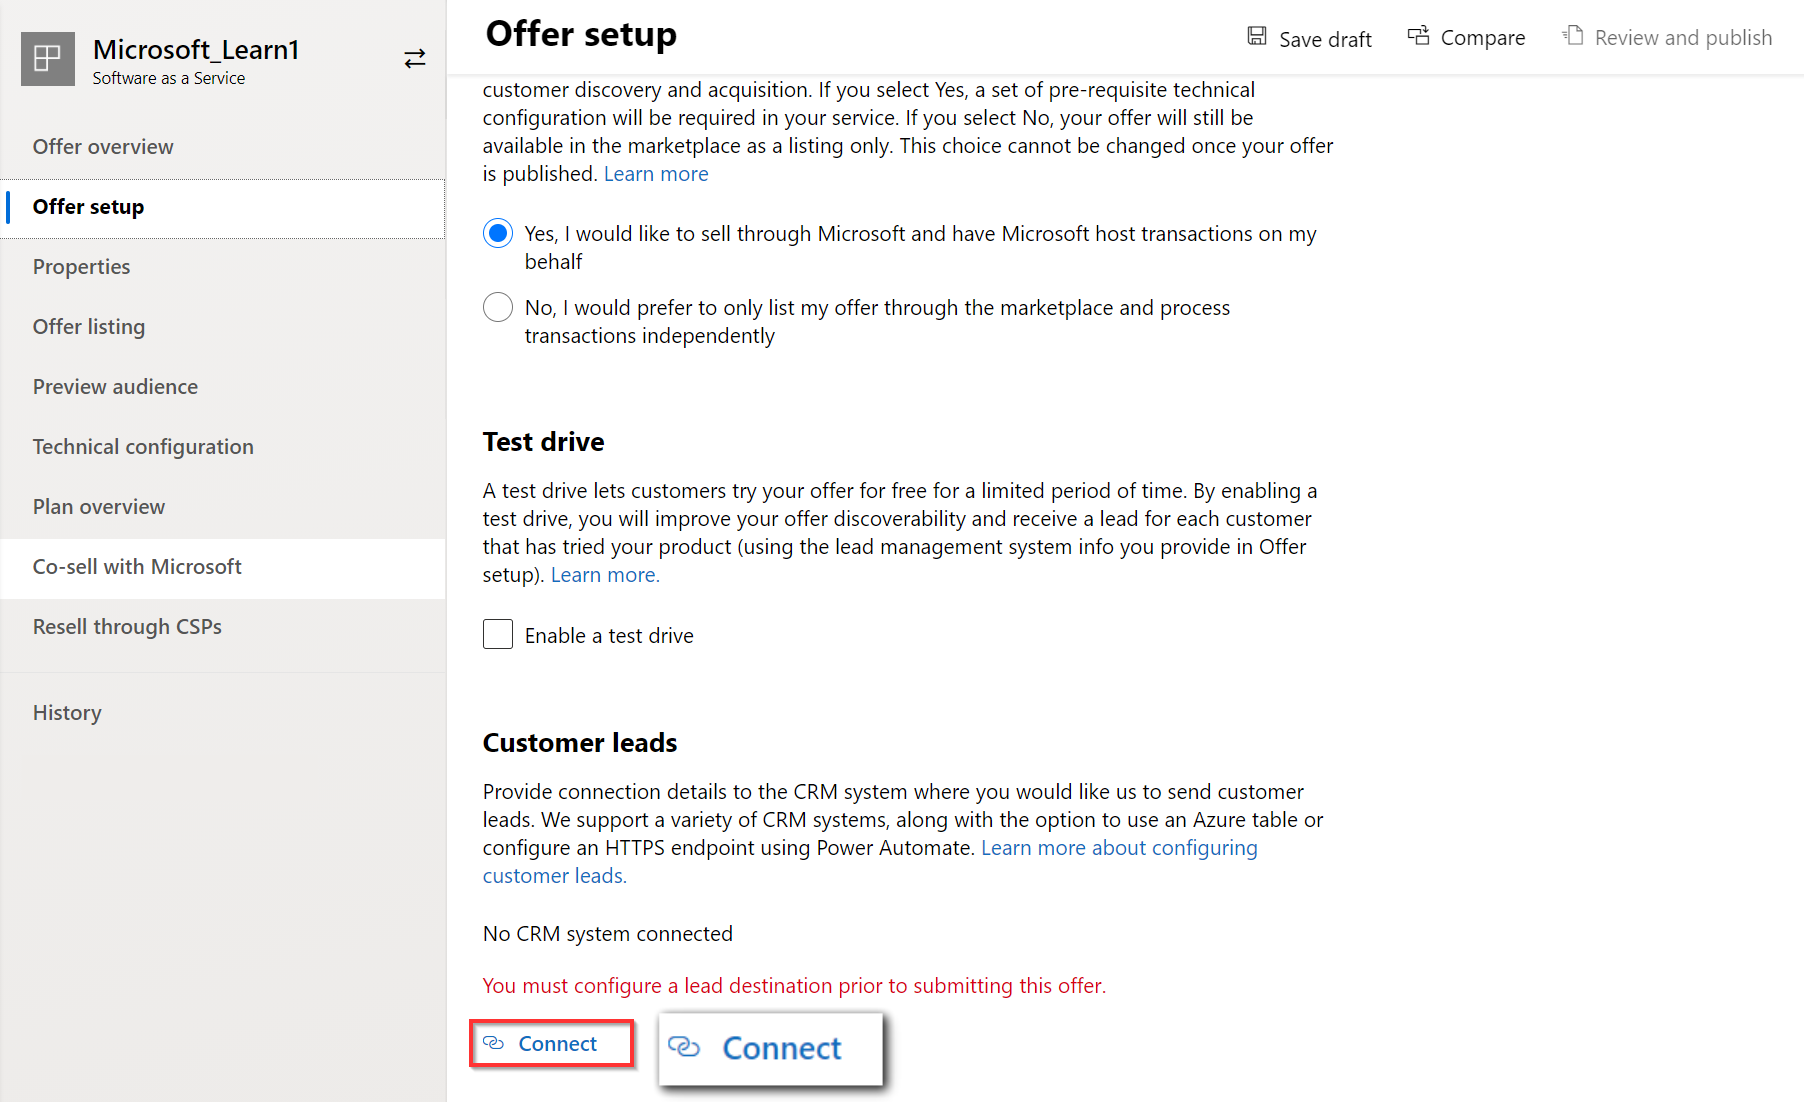 Microsoft_Learn1
Software as a Service
Offer overview
Offer setup
Properties
Offer listing
Preview audience
Technical configuration
Plan overview
Co-sell with Microsoft
Resell through CSPs
History
Offer setup
Save draft
Compare
Review and publish
customer discovery and acquisition. If you select Yes, a set of pre-requisite technical
configuration will be required in your service. If you select No, your offer will still be
available in the marketplace as a listing only. This choice cannot be changed once your offer
is published. Learn more
Yes, I would like to sell through Microsoft and have Microsoft host transactions on my
behalf
No, I would prefer to only list my offer through the marketplace and process
transactions independently
Test drive
A test drive lets customers try your offer for free for a limited period of time. By enabling a
test drive, you will improve your offer discoverability and receive a lead for each customer
that has tried your product (using the lead management system info you provide in Offer
setup). Learn more.
Enable a test drive
Customer leads
Provide connection details to the CRM system where you would like us to send customer
leads. We support a variety of CRM systems, along with the option to use an Azure table or
configure an HTTPS endpoint using Power Automate. Learn more about configuring
customer leads.
No CRM system connected
You must configure a lead destination prior to submitting this offer.
Connect
Connect